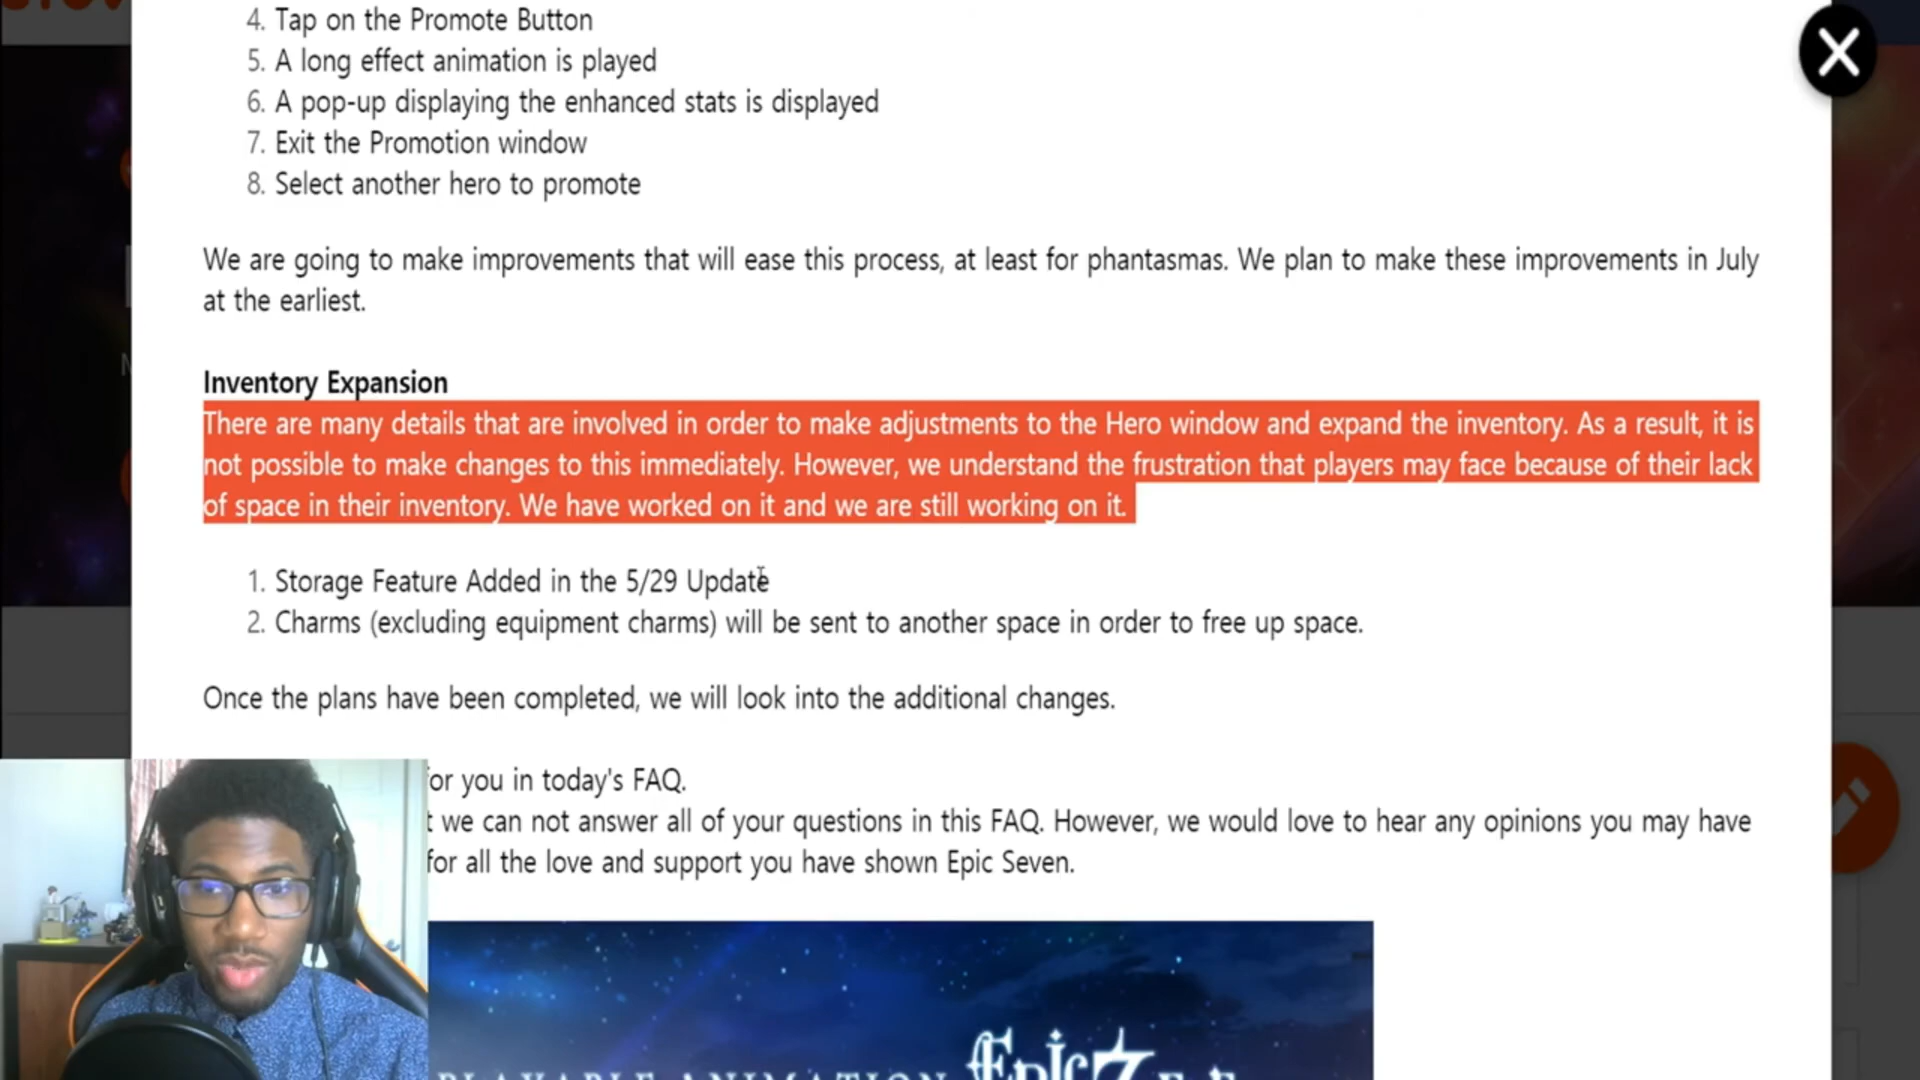 4. Tap on the Promote Button
5. A long effect animation is played
6. A pop-up displaying the enhanced stats is displayed
7. Exit the Promotion window
8. Select another hero to promote
We are going to make improvements that will ease this process, at least for phantasmas. We plan to make these improvements in July
at the earliest.
Inventory Expansion
There are many details that are involved in order to make adjustments to the Hero window and expand the inventory. As a result, it is
not possible to make changes to this immediately. However, we understand the frustration that players may face because of their lack
of space in their inventory. We have worked on it and we are still working on it.
1. Storage Feature Added in the 5/29 Update
2. Charms (excluding equipment charms) will be sent to another space in order to free up space.
Once the plans have been completed, we will look into the additional changes.
for you in today's FAQ.
we can not answer all of your questions in this FAQ. However, we would love to hear any opinions you may have
for all the love and support you have shown Epic Seven.
PLAYABLE ANIMATION Epic7